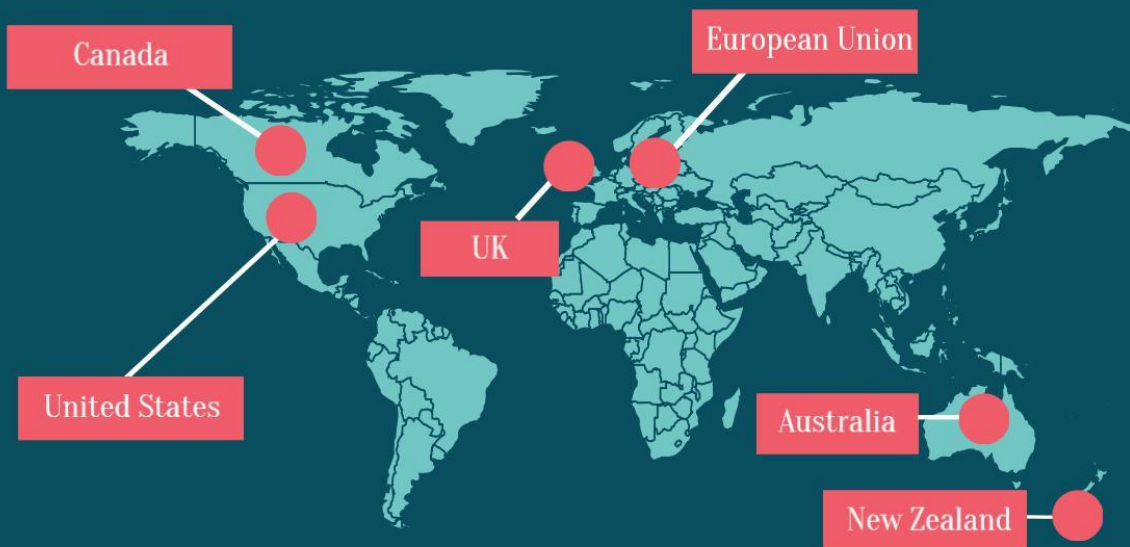 Canada
European Union
UK
United States
Australia
New Zealand